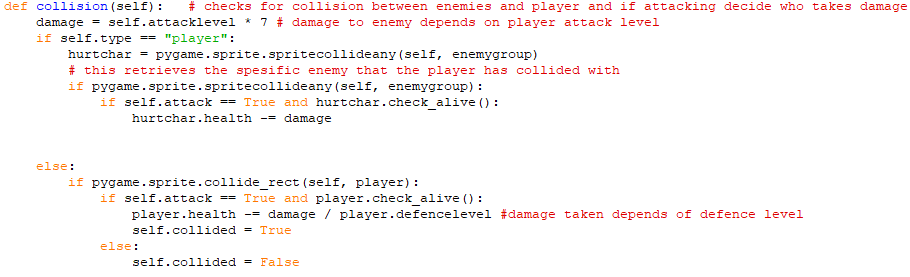 def collision(self):   # checks for collision between enemies and player and if attacking decide who takes damage
    damage = self.attacklevel * 7 # damage to enemy depends on player attack level
    if self.type == "player":
        hurtchar = pygame.sprite.spritecollideany(self, enemygroup)
        # this retrieves the spesific enemy that the player has collided with
        if pygame.sprite.spritecollideany(self, enemygroup):
            if self.attack == True and hurtchar.check_alive():
                hurtchar.health -= damage
    else:
        if pygame.sprite.collide_rect(self, player):
            if self.attack == True and player.check_alive():
                player.health -= damage / player.defencelevel #damage taken depends of defence level
                self.collided = True
            else:
                self.collided = False